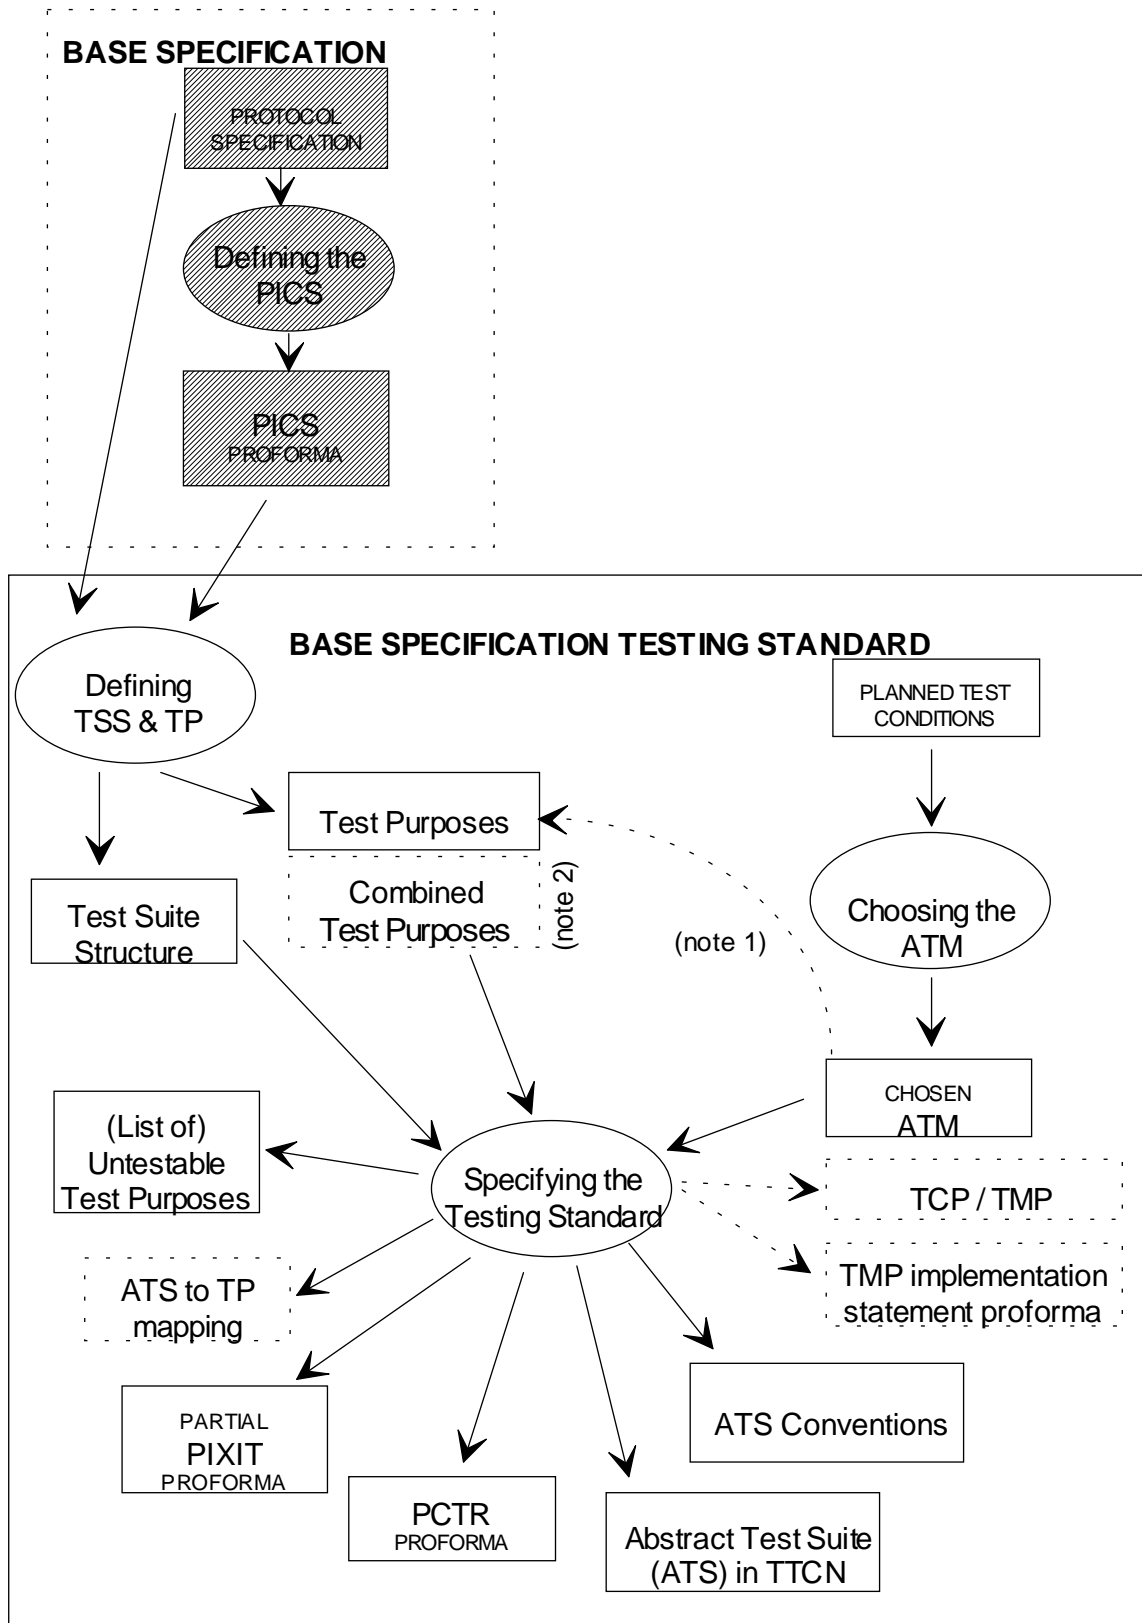 BASE SPECIFICATION
PROTOCOL
SPECIFICATION
Defining the
PICS
PICS
PROFORMA
BASE SPECIFICATION TESTING STANDARD
Defining
TSS & TP
PLANNED TEST
CONDITIONS
Test Purposes
Combined
Test Purposes
(note 2)
Test Suite
Structure
(note 1)
Choosing the
ATM
CHOSEN
ATM
(List of)
Untestable
Test Purposes
Specifying the
Testing Standard
TCP / TMP
TMP implementation
statement proforma
ATS to TP
mapping
PARTIAL
PIXIT
PROFORMA
ATS Conventions
PCTR
PROFORMA
Abstract Test Suite
(ATS) in TTCN